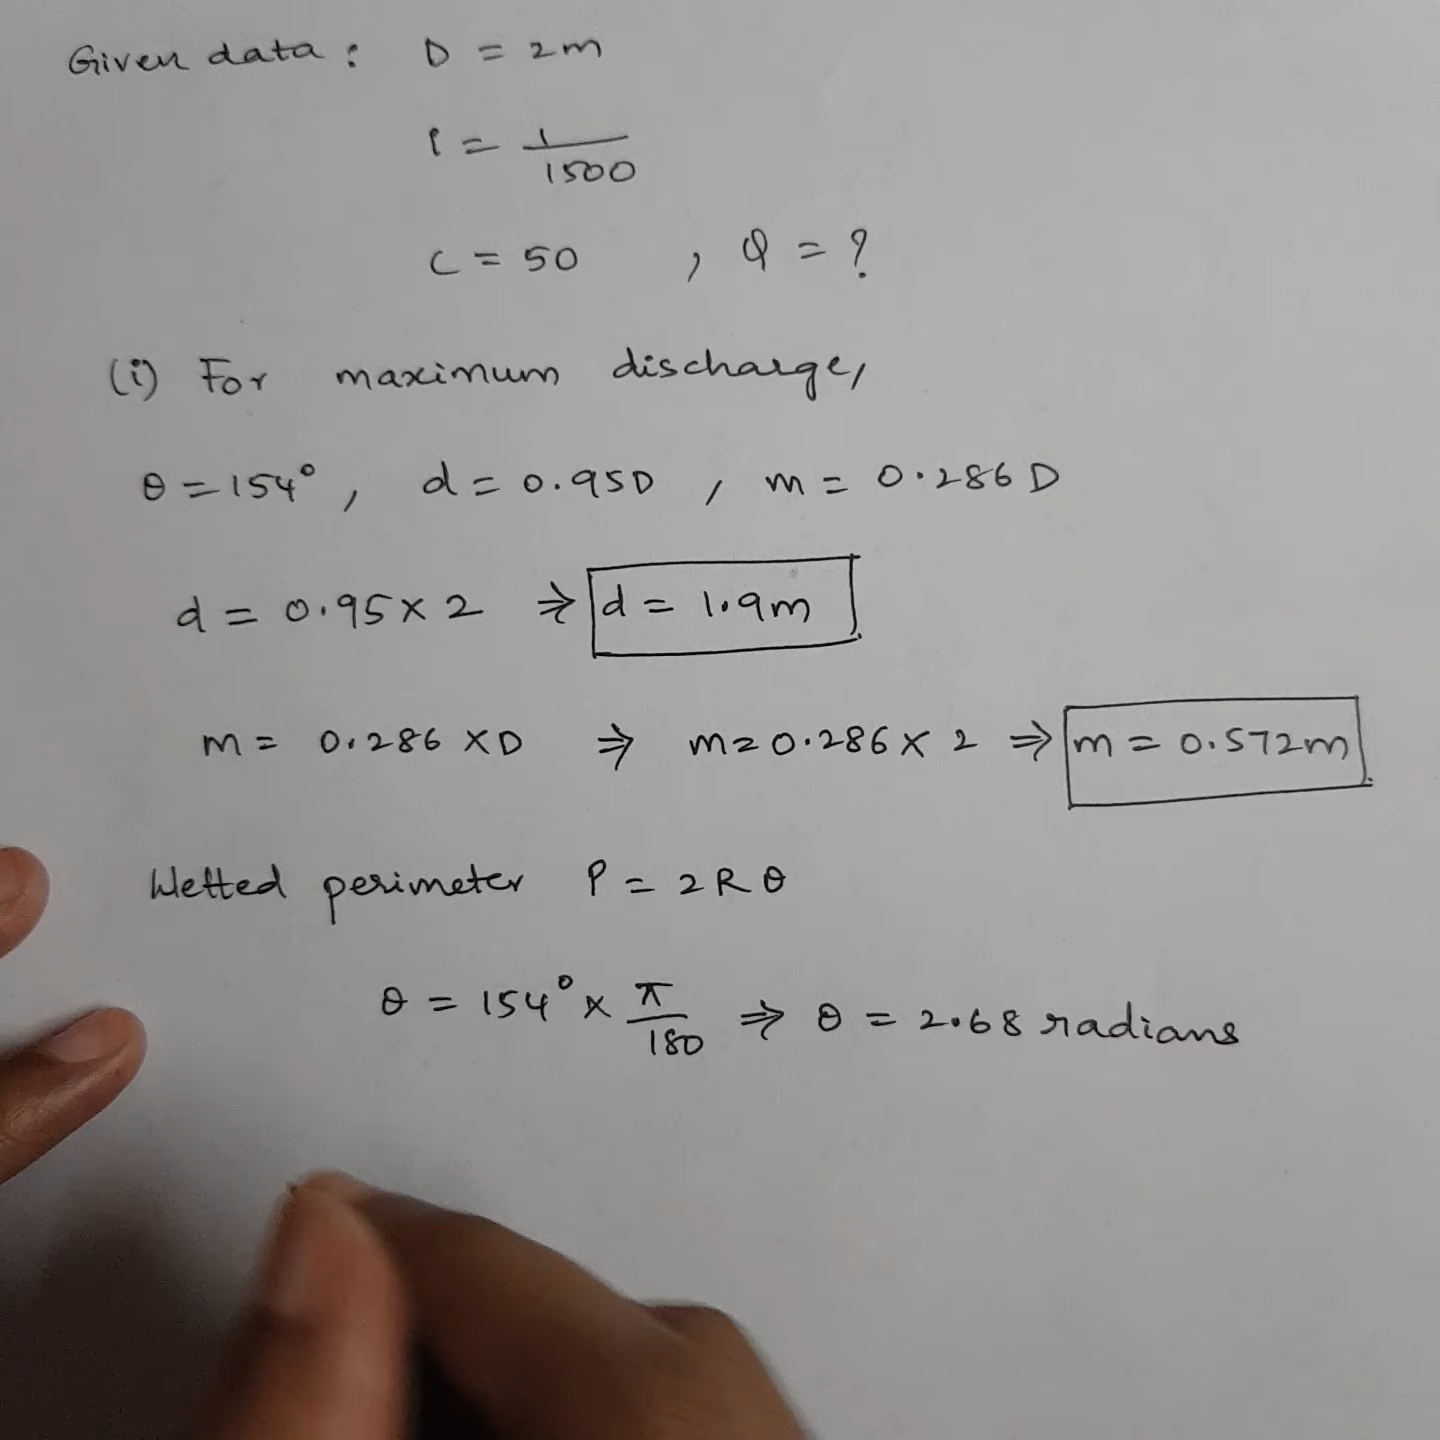 Given data : D = 2m
i = 1/1500
C = 50 , Q = ?
(i) For maximum discharge,
θ = 154° , d = 0.95D , m = 0.286 D
d = 0.95 × 2 ⇒ d = 1.9m
m = 0.286 × D ⇒ m = 0.286 × 2 ⇒ m = 0.572m
Wetted perimeter P = 2Rθ
θ = 154° × π/180 ⇒ θ = 2.68 radians